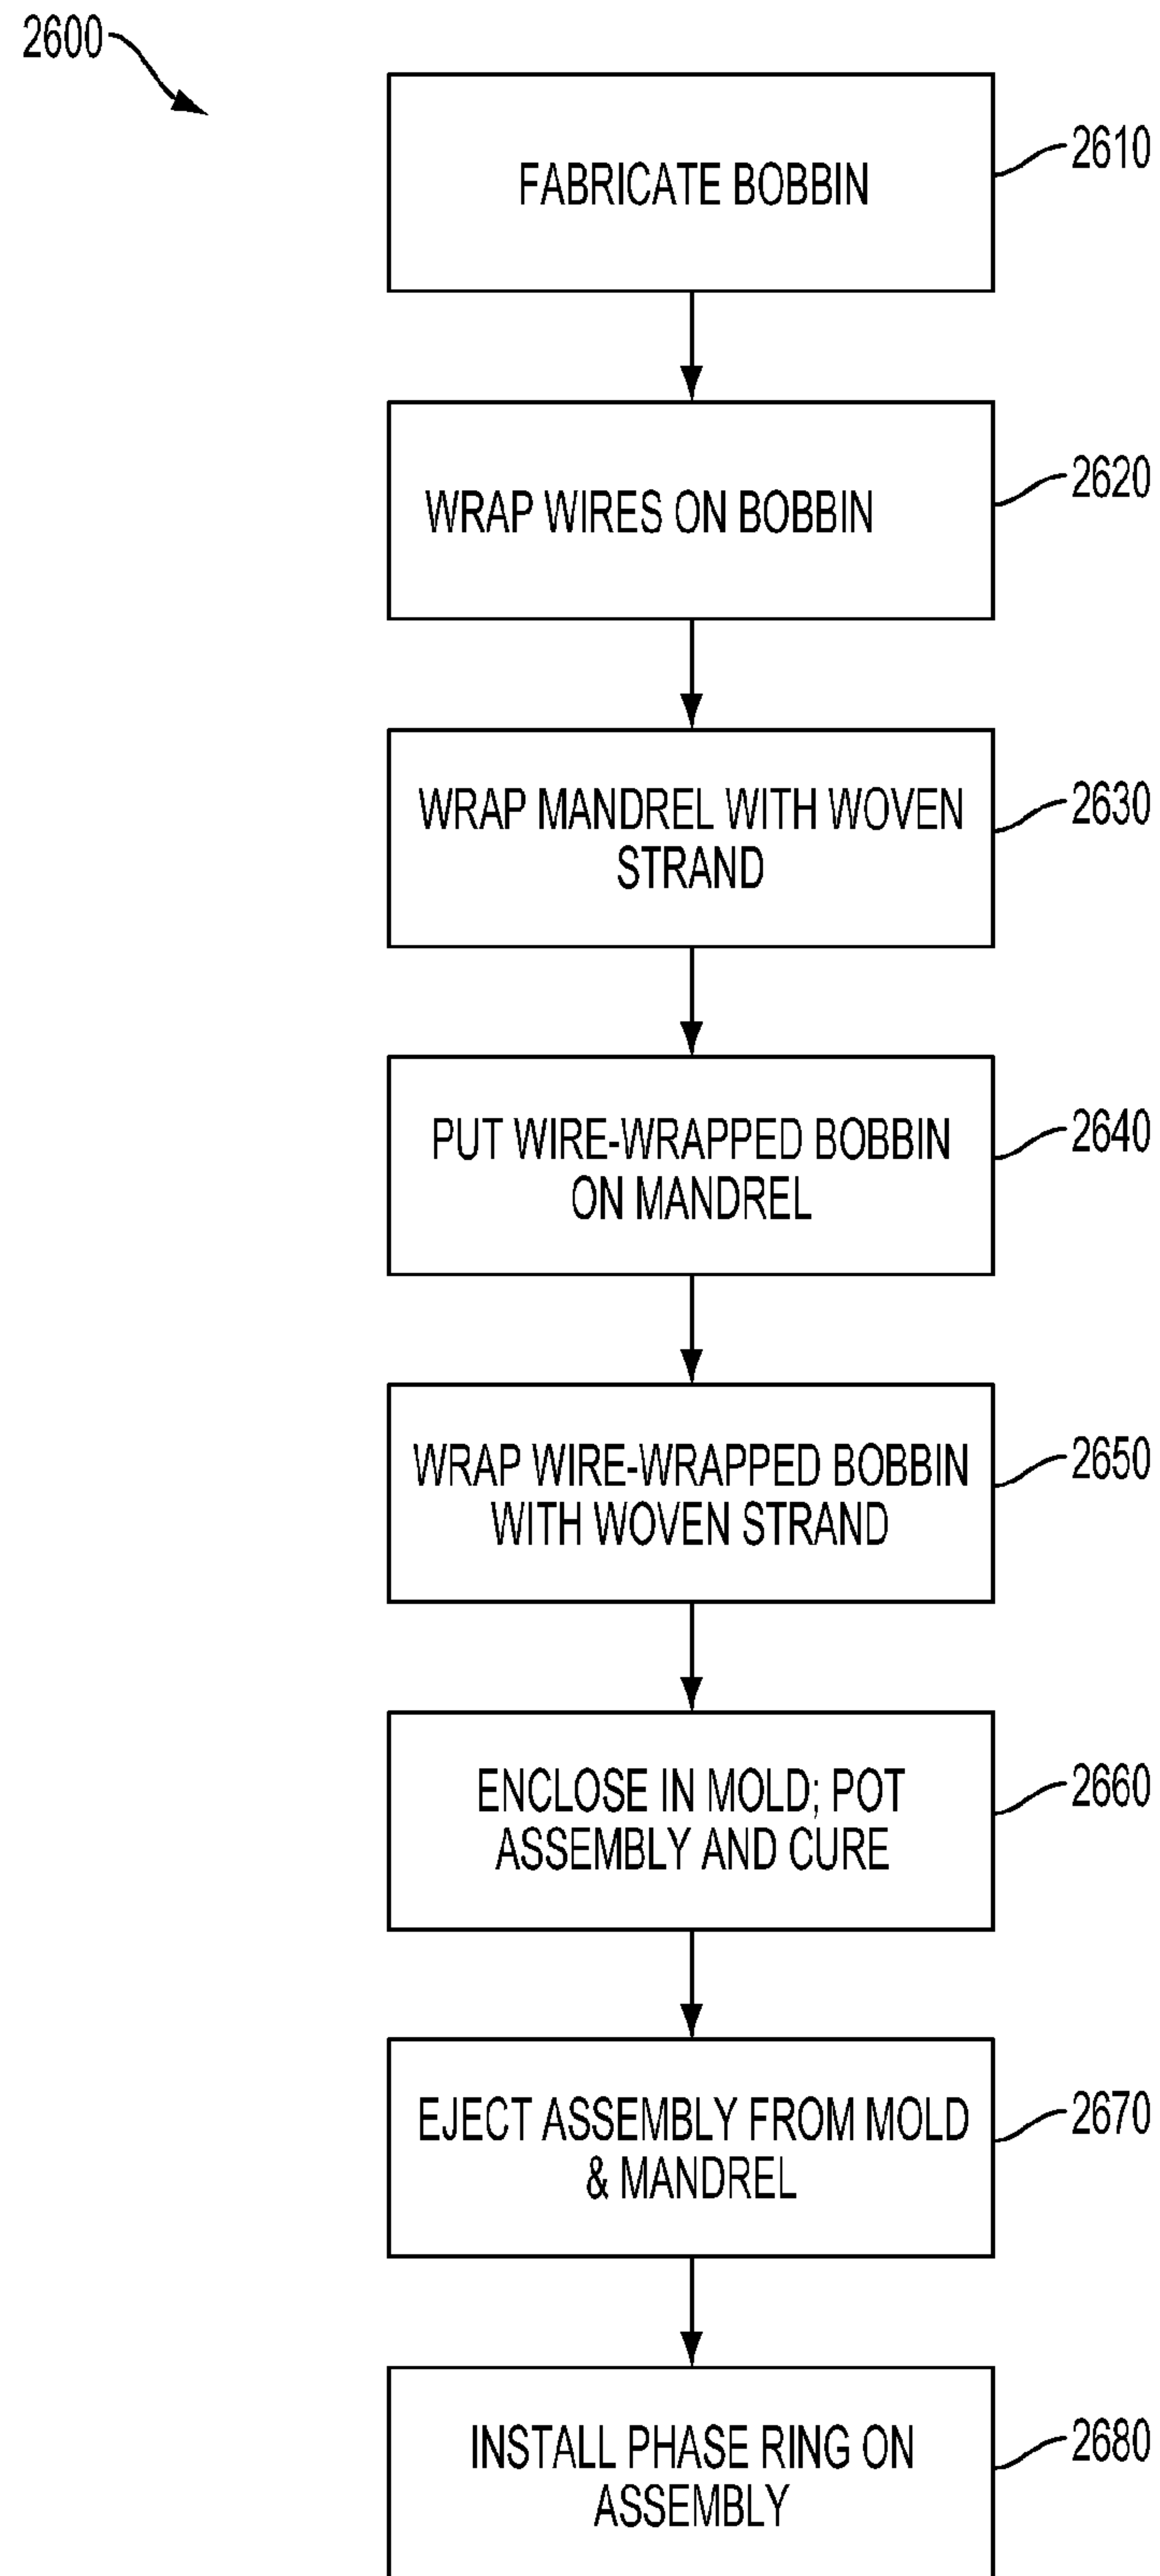 2600
FABRICATE BOBBIN
2610
WRAP WIRES ON BOBBIN
2620
WRAP MANDREL WITH WOVEN
STRAND
2630
PUT WIRE-WRAPPED BOBBIN
ON MANDREL
2640
WRAP WIRE-WRAPPED BOBBIN
WITH WOVEN STRAND
2650
ENCLOSE IN MOLD; POT
ASSEMBLY AND CURE
2660
EJECT ASSEMBLY FROM MOLD
& MANDREL
2670
INSTALL PHASE RING ON
ASSEMBLY
2680